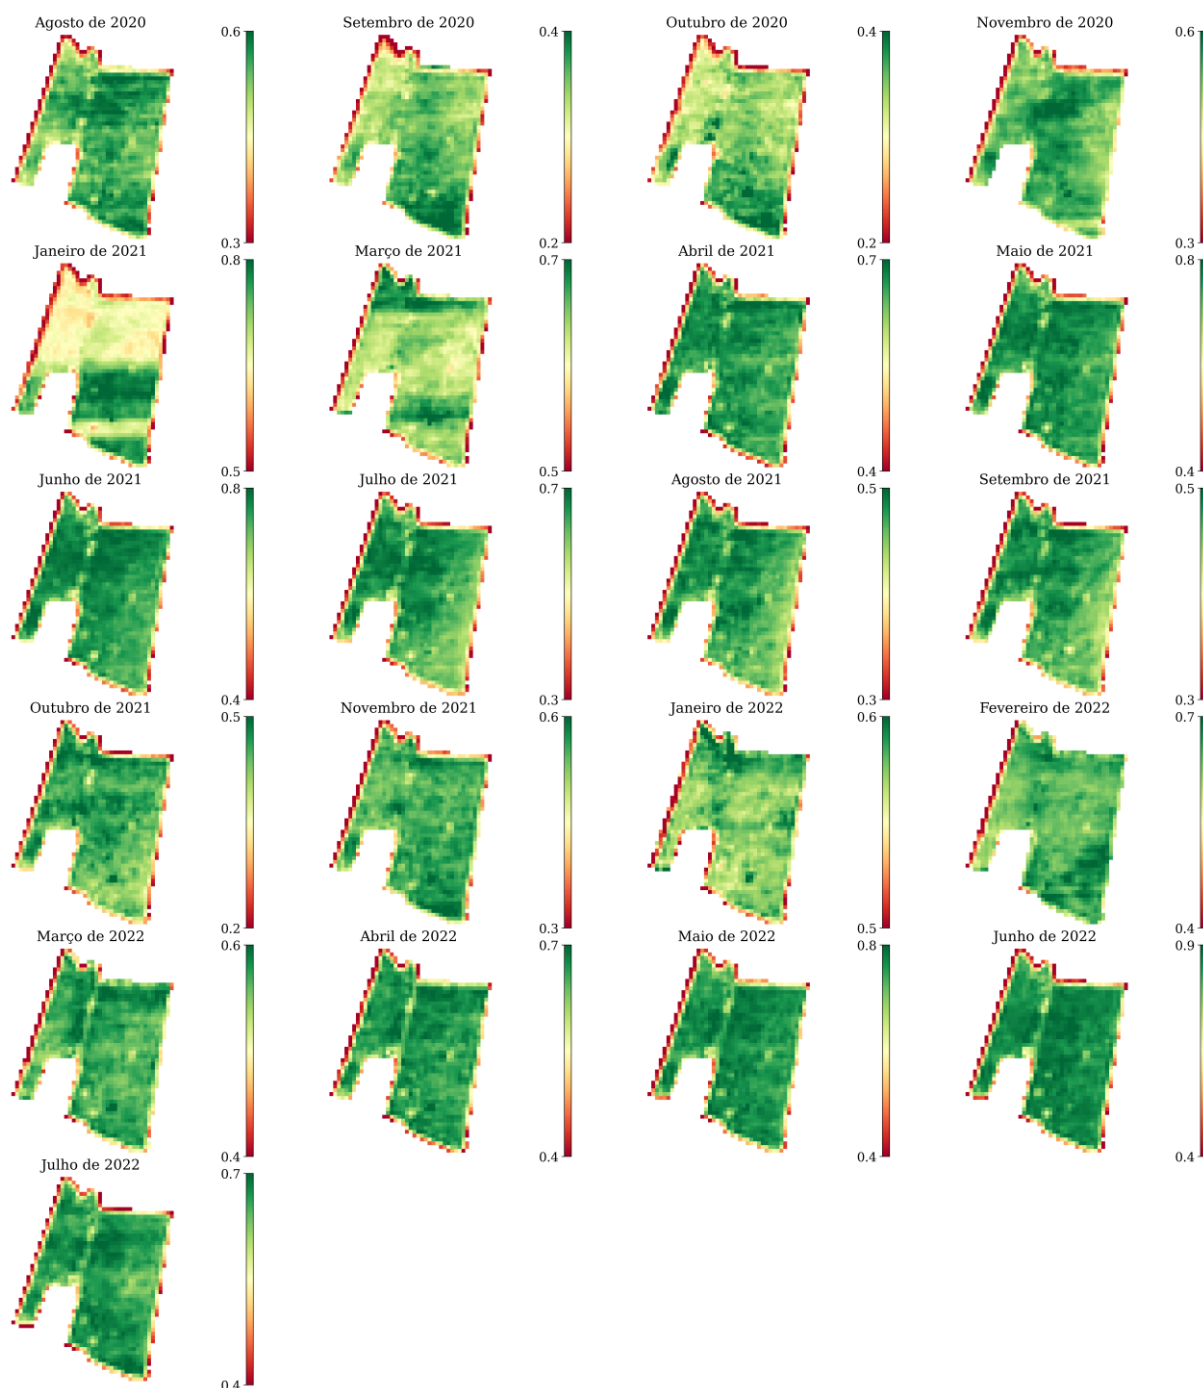 Agosto de 2020
0.6
0.3
Setembro de 2020
0.4
0.2
Outubro de 2020
0.4
0.2
Novembro de 2020
0.6
0.3
Janeiro de 2021
0.8
0.5
Março de 2021
0.7
0.5
Abril de 2021
0.7
0.4
Maio de 2021
0.8
0.4
Junho de 2021
0.8
0.4
Julho de 2021
0.7
0.3
Agosto de 2021
0.5
0.3
Setembro de 2021
0.5
0.3
Outubro de 2021
0.5
0.2
Novembro de 2021
0.6
0.3
Janeiro de 2022
0.6
0.5
Fevereiro de 2022
0.7
0.4
Março de 2022
0.6
0.4
Abril de 2022
0.7
0.4
Maio de 2022
0.8
0.4
Junho de 2022
0.9
0.4
Julho de 2022
0.7
0.4